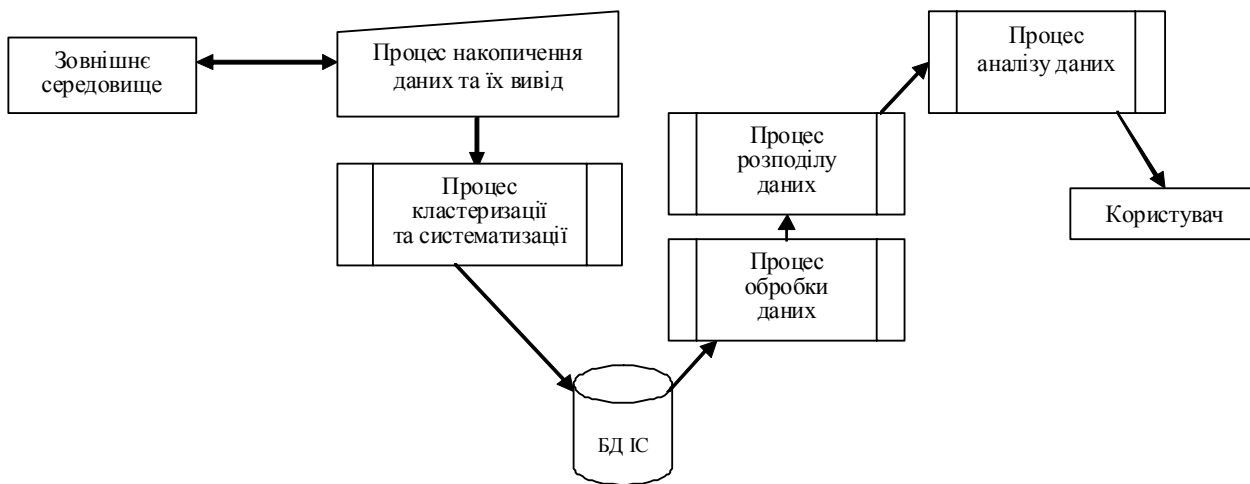 Зовнішнє
середовище
Процес накопичення
даних та їх вивід
Процес
кластеризації
та систематизації
БД ІС
Процес
обробки
даних
Процес
розподілу
даних
Процес
аналізу даних
Користувач